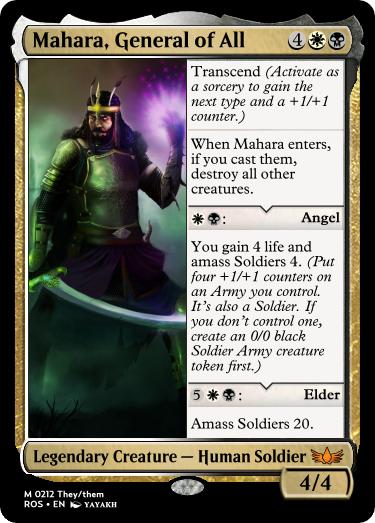 Mahara, General of All 4
Transcend (Activate as
a sorcery to gain the
next type and a +1/+1
counter.)
When Mahara enters,
if you cast them,
destroy all other
creatures.
: Angel
You gain 4 life and
amass Soldiers 4. (Put
four +1/+1 counters on
an Army you control.
It's also a Soldier. If
you don't control one,
create an 0/0 black
Soldier Army creature
token first.)
5 : Elder
Amass Soldiers 20.
Legendary Creature — Human Soldier
4/4
M 0212 They/them
ROS • EN YAYAKH